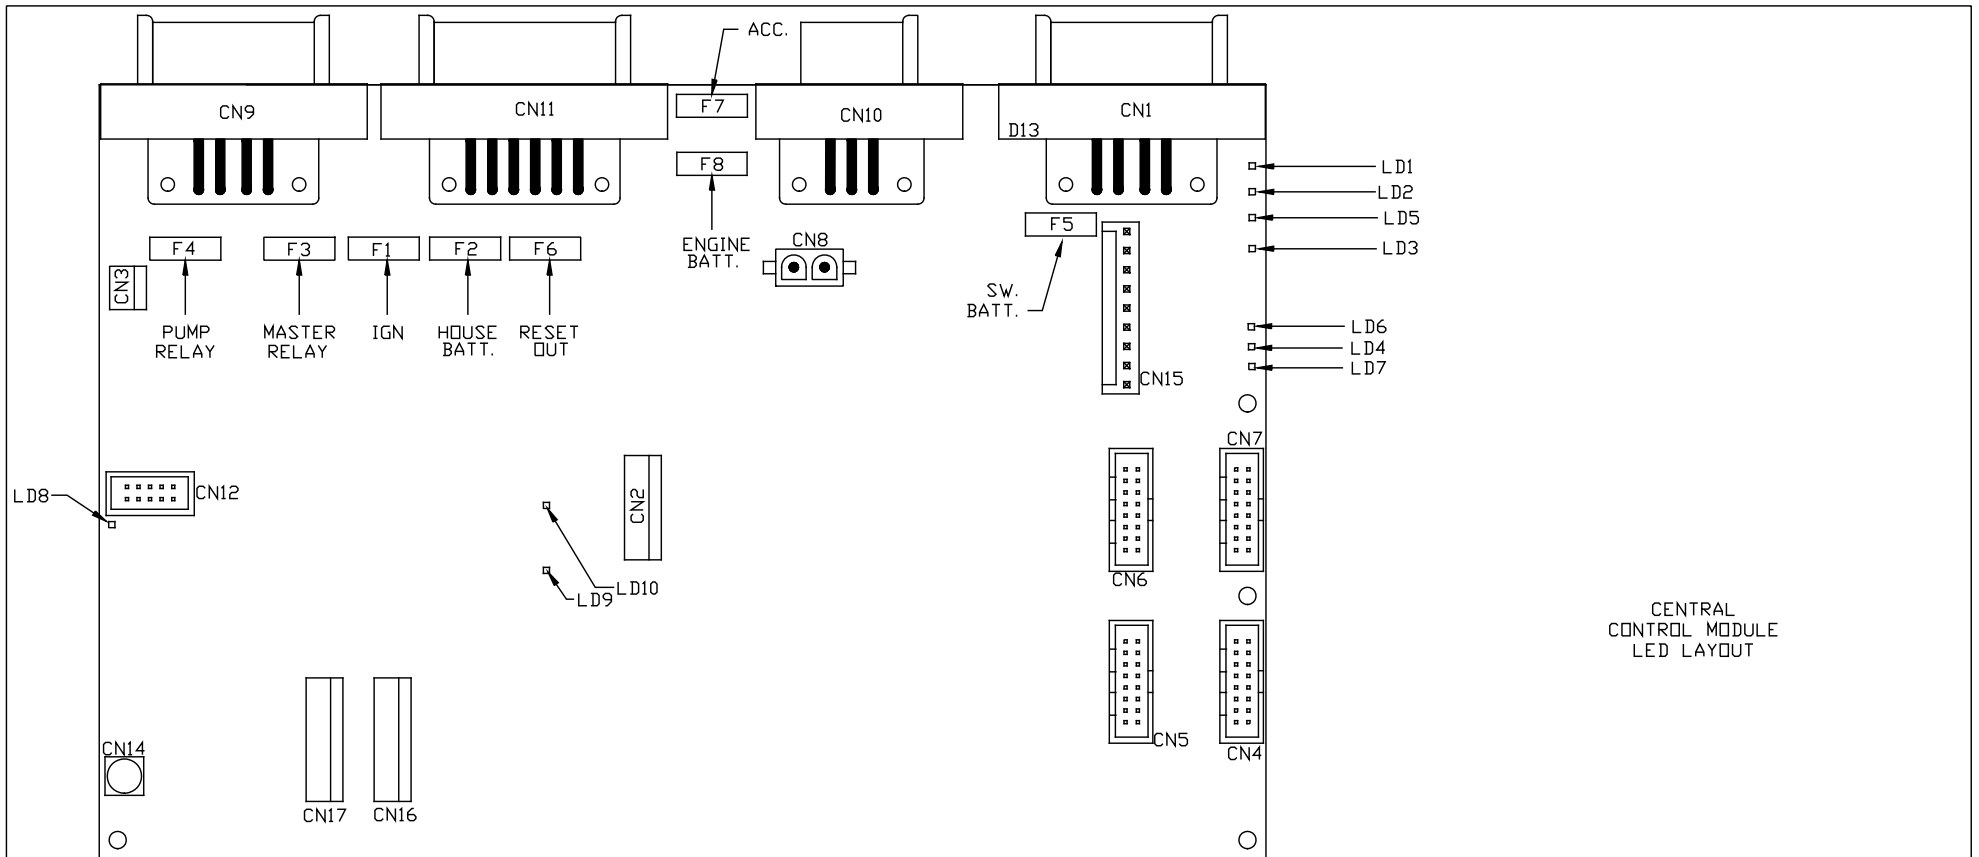 ACC.
CN9
CN11
F7
CN10
CN1
D13
F8
LD1
LD2
LD5
LD3
F4
F3
F1
F2
F6
ENGINE
BATT.
CN8
F5
CN3
SW.
BATT.
PUMP
RELAY
MASTER
RELAY
IGN
HOUSE
BATT.
RESET
OUT
LD6
LD4
LD7
CN15
CN7
LD8
CN12
CN2
CN6
LD10
LD9
CENTRAL
CONTROL MODULE
LED LAYOUT
CN14
CN5
CN4
CN17
CN16